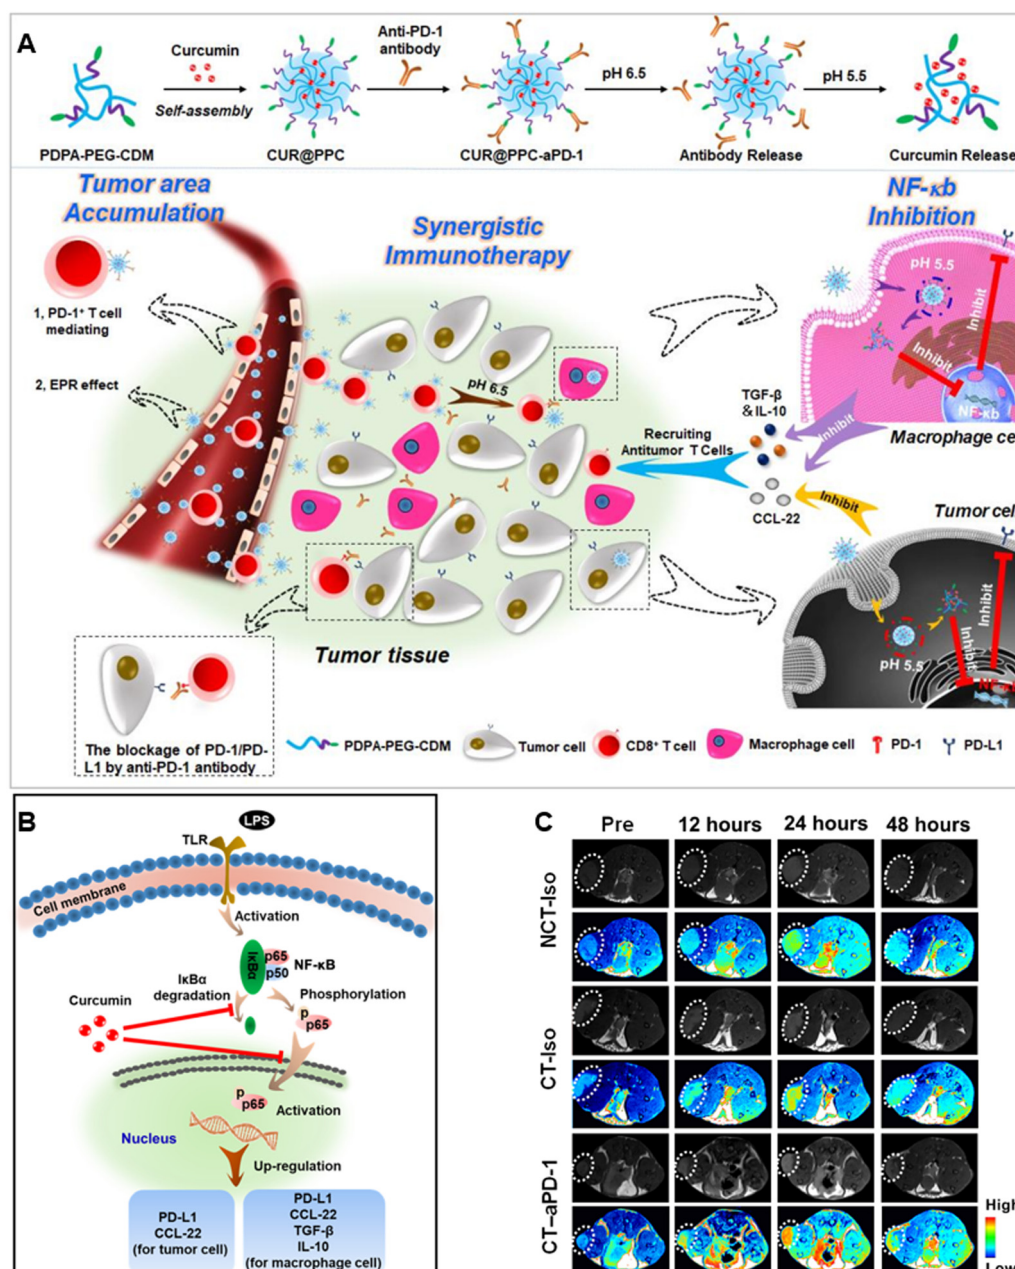 A
Curcumin
Self-assembly
Anti-PD-1
antibody
pH 6.5
pH 5.5
PDPA-PEG-CDM
CUR@PPC
CUR@PPC-aPD-1
Antibody Release
Curcumin Release
Tumor area
Accumulation
Synergistic
Immunotherapy
NF-κb
Inhibition
1, PD-1⁺ T cell
mediating
2, EPR effect
pH 6.5
pH 5.5
Inhibit
Inhibit
NF-κb
Macrophage ce
TGF-β
& IL-10
Inhibit
Recruiting
Antitumor T Cells
CCL-22
Inhibit
Tumor cel
pH 5.5
Inhibit
Inhibit
NF-κb
Tumor tissue
The blockage of PD-1/PD-
L1 by anti-PD-1 antibody
PDPA-PEG-CDM
Tumor cell
CD8⁺ T cell
Macrophage cell
PD-1
PD-L1
B
LPS
TLR
Cell membrane
Activation
IκBα
p65
p50
NF-κB
IκBα
degradation
Phosphorylation
Curcumin
p
p65
p
p65
Activation
Nucleus
Up-regulation
PD-L1
CCL-22
(for tumor cell)
PD-L1
CCL-22
TGF-β
IL-10
(for macrophage cell)
C
Pre
12 hours
24 hours
48 hours
NCT-Iso
CT-Iso
CT-aPD-1
High
Low